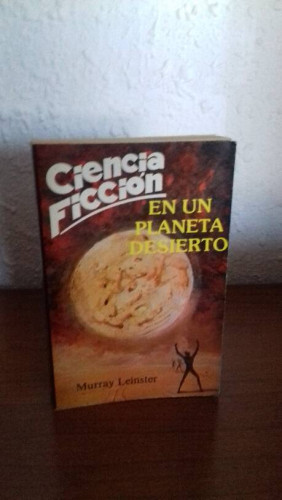 Ciencia
Ficción
EN UN
PLANETA
DESIERTO
Murray Leinster